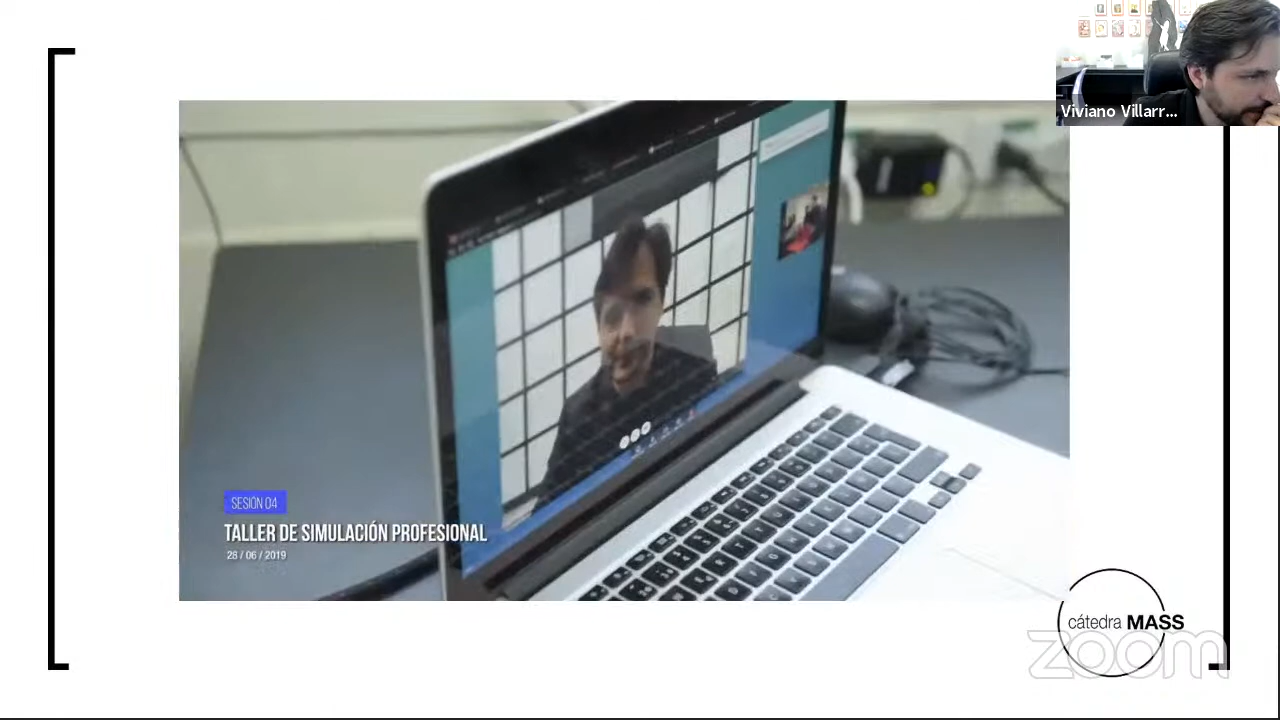 Viviano Villarr...
SESIÓN 04
TALLER DE SIMULACIÓN PROFESIONAL
28 / 06 / 2019
cátedra MASS
zoom